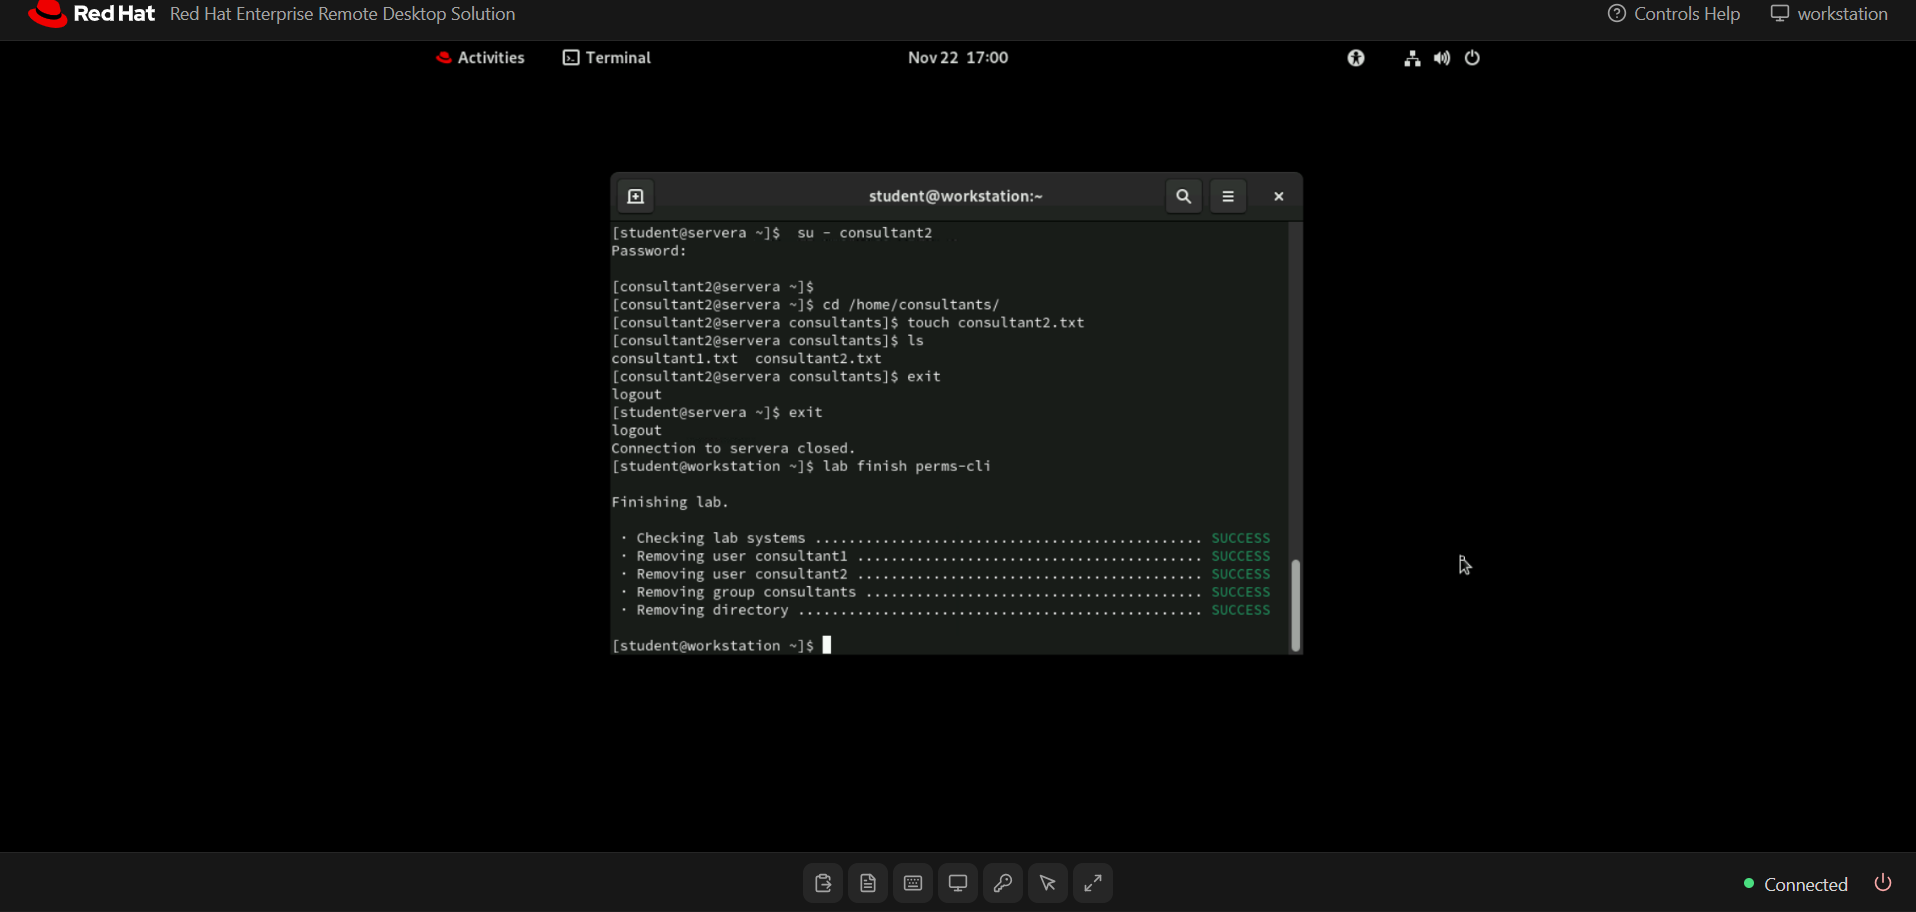 Red Hat Red Hat Enterprise Remote Desktop Solution Controls Help workstation
Activities Terminal Nov 22 17:00
student@workstation:~
[student@servera ~]$  su - consultant2
Password:
[consultant2@servera ~]$
[consultant2@servera ~]$ cd /home/consultants/
[consultant2@servera consultants]$ touch consultant2.txt
[consultant2@servera consultants]$ ls
consultant1.txt  consultant2.txt
[consultant2@servera consultants]$ exit
logout
[student@servera ~]$ exit
logout
Connection to servera closed.
[student@workstation ~]$ lab finish perms-cli
Finishing lab.
· Checking lab systems .............................................. SUCCESS
· Removing user consultant1 ......................................... SUCCESS
· Removing user consultant2 ......................................... SUCCESS
· Removing group consultants ........................................ SUCCESS
· Removing directory ................................................ SUCCESS
[student@workstation ~]$
Connected